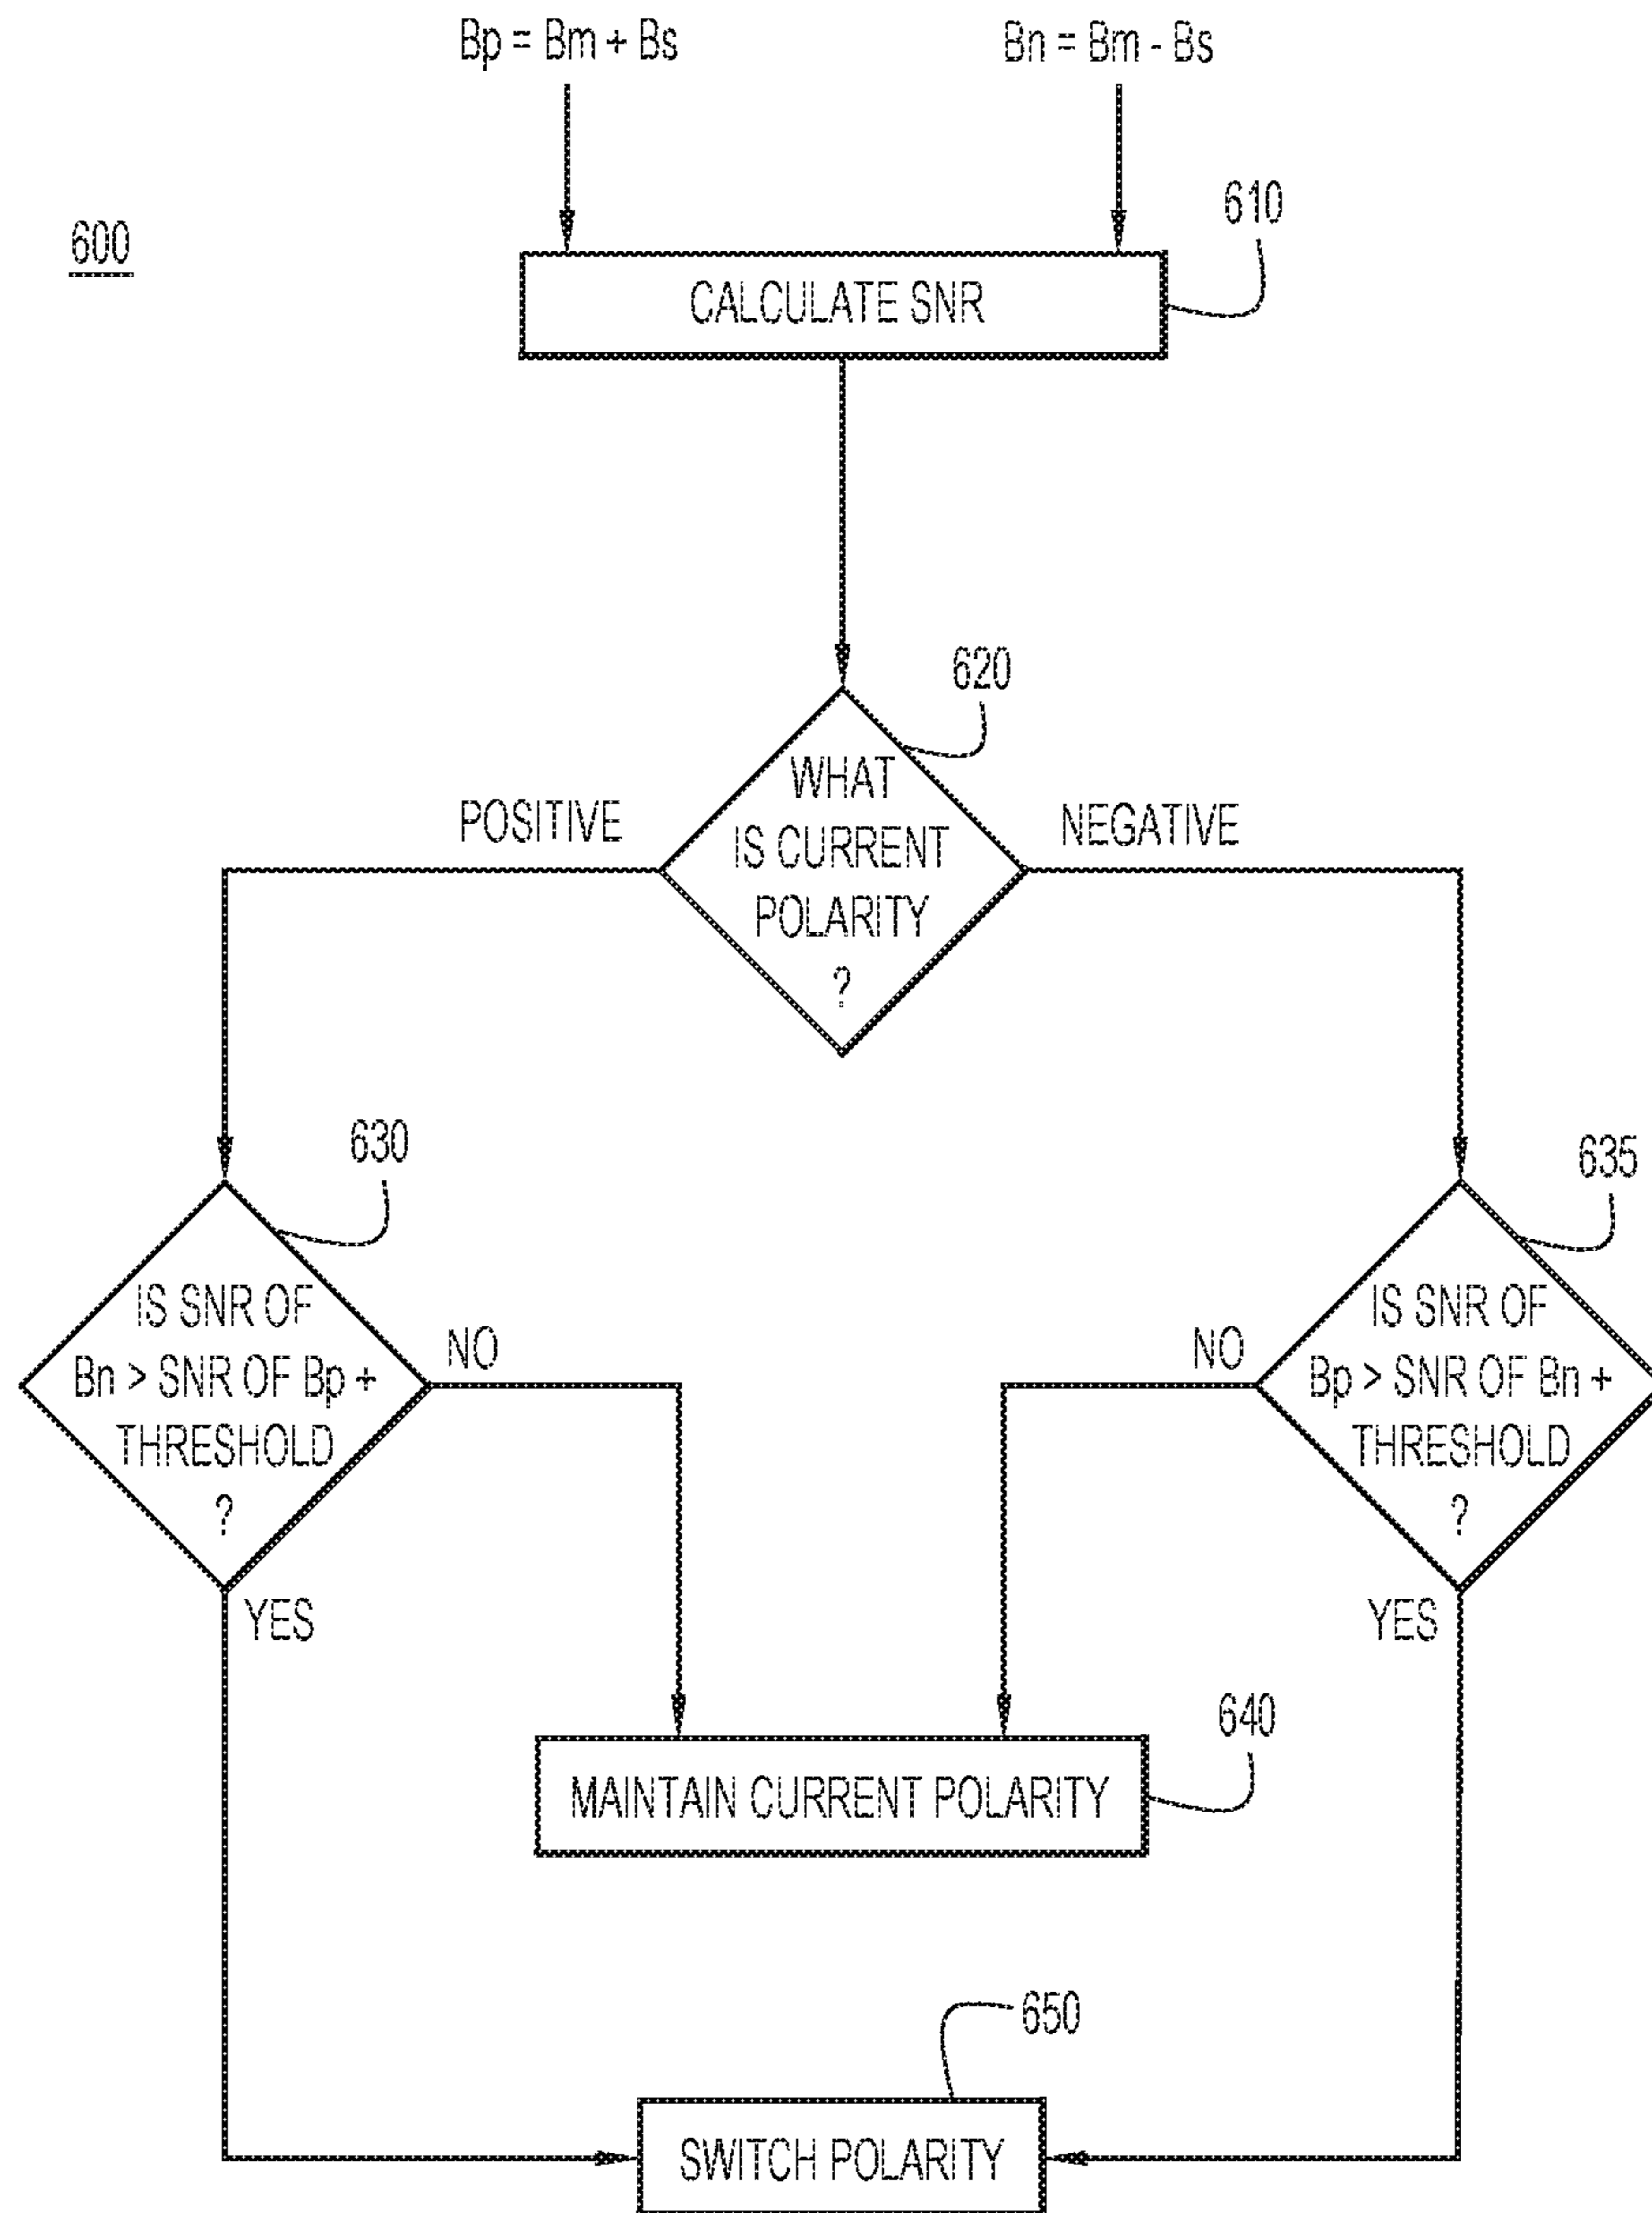 Bp = Bm + Bs
Bn = Bm - Bs
600
610
CALCULATE SNR
620
WHAT
IS CURRENT
POLARITY
?
POSITIVE
NEGATIVE
630
635
IS SNR OF
Bn > SNR OF Bp +
THRESHOLD
?
NO
YES
IS SNR OF
Bp > SNR OF Bn +
THRESHOLD
?
NO
YES
640
MAINTAIN CURRENT POLARITY
650
SWITCH POLARITY